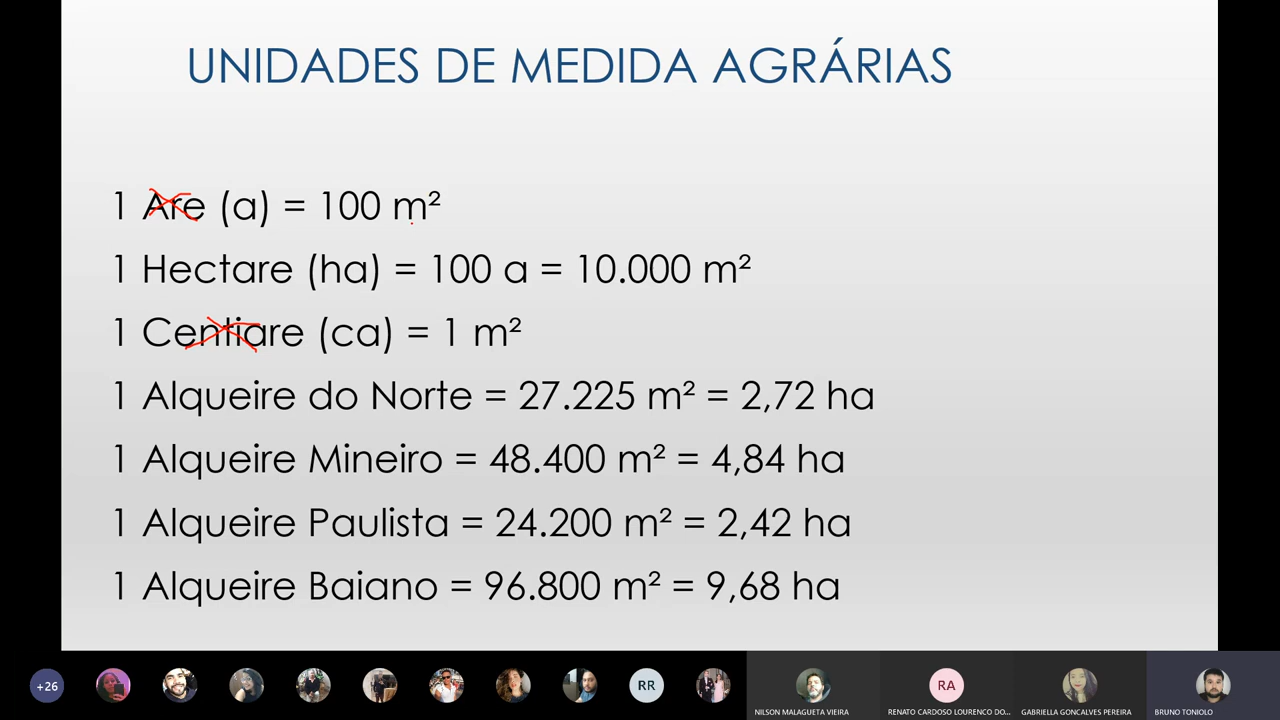 UNIDADES DE MEDIDA AGRÁRIAS
1 Are (a) = 100 m²
1 Hectare (ha) = 100 a = 10.000 m²
1 Centiare (ca) = 1 m²
1 Alqueire do Norte = 27.225 m² = 2,72 ha
1 Alqueire Mineiro = 48.400 m² = 4,84 ha
1 Alqueire Paulista = 24.200 m² = 2,42 ha
1 Alqueire Baiano = 96.800 m² = 9,68 ha
+26 RR RA
NILSON MALAGUETA VIEIRA RENATO CARDOSO LOURENCO DO... GABRIELLA GONCALVES PEREIRA BRUNO TONIOLO